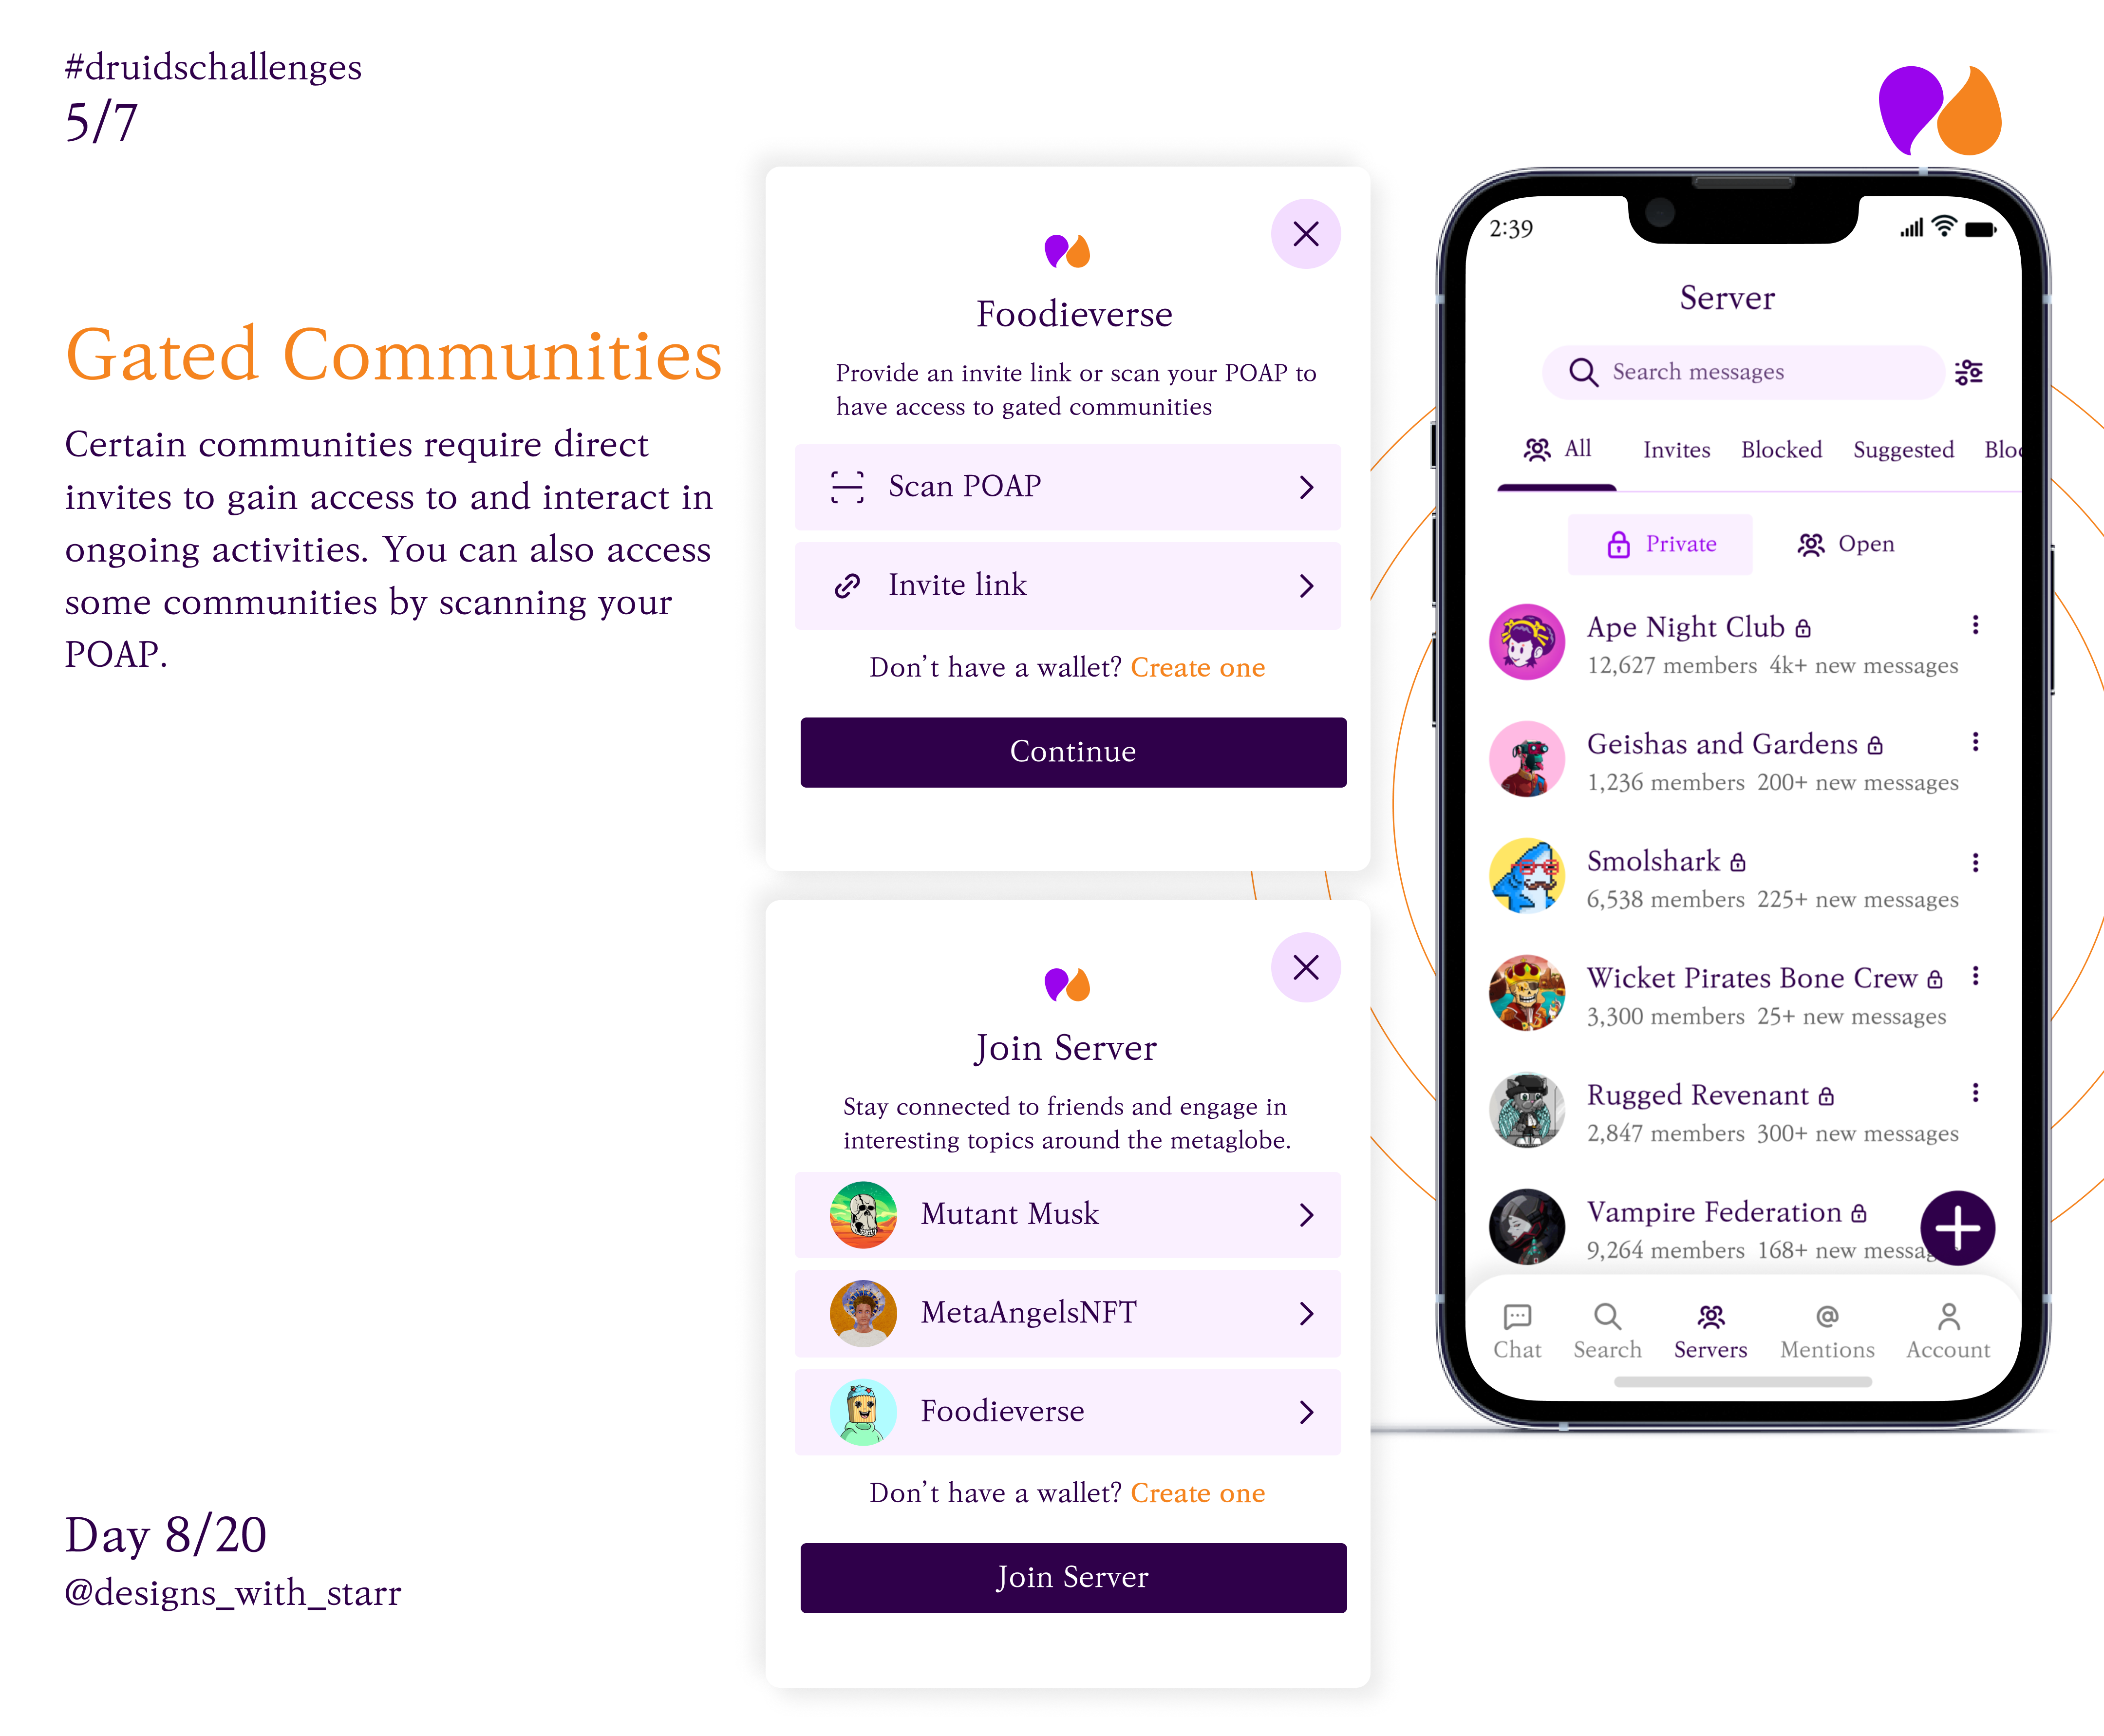 #druidschallenges
5/7
Gated Communities
Certain communities require direct
invites to gain access to and interact in
ongoing activities. You can also access
some communities by scanning your
POAP.
Day 8/20
@designs_with_starr
Foodieverse
Provide an invite link or scan your POAP to
have access to gated communities
Scan POAP
Invite link
Don't have a wallet? Create one
Continue
Join Server
Stay connected to friends and engage in
interesting topics around the metaglobe.
Mutant Musk
MetaAngelsNFT
Foodieverse
Don't have a wallet? Create one
Join Server
2:39
Server
Search messages
All Invites Blocked Suggested Bloc
Private Open
Ape Night Club
12,627 members 4k+ new messages
Geishas and Gardens
1,236 members 200+ new messages
Smolshark
6,538 members 225+ new messages
Wicket Pirates Bone Crew
3,300 members 25+ new messages
Rugged Revenant
2,847 members 300+ new messages
Vampire Federation
9,264 members 168+ new messag
Chat Search Servers Mentions Account